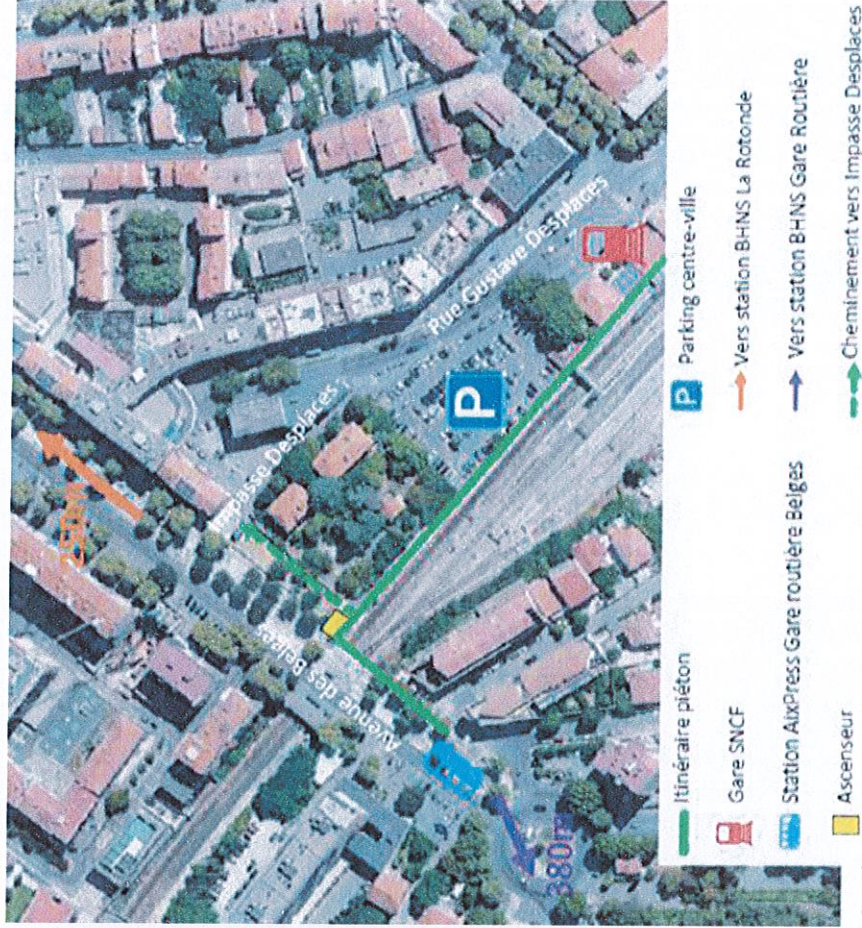 250m
Impasse Desplaces
Rue Gustave Desplaces
P
Avenue des Belges
380m
Itinéraire piéton
Gare SNCF
Station AixPress Gare routière Belges
Ascenseur
P Parking centre-ville
Vers station BHNS La Rotonde
Vers station BHNS Gare Routière
Cheminement vers Impasse Desplaces